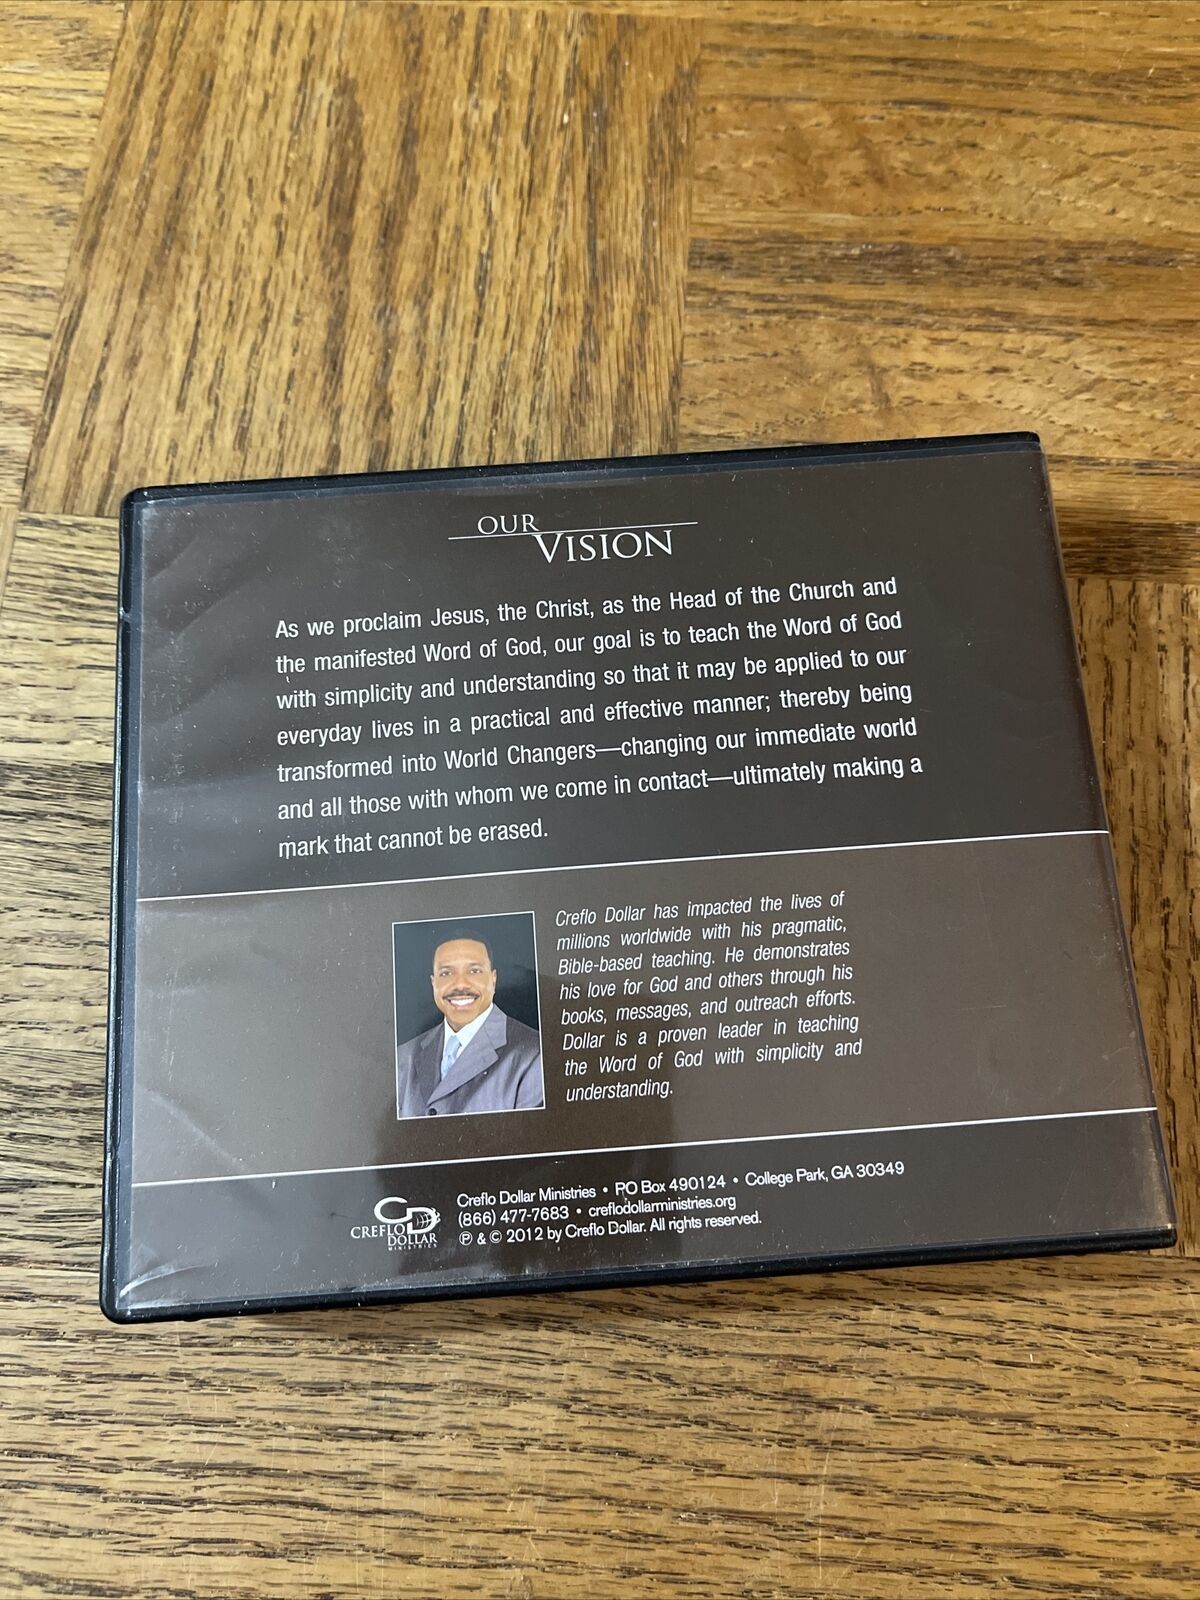 OUR
VISION
As we proclaim Jesus, the Christ, as the Head of the Church and
the manifested Word of God, our goal is to teach the Word of God
with simplicity and understanding so that it may be applied to our
everyday lives in a practical and effective manner; thereby being
transformed into World Changers—changing our immediate world
and all those with whom we come in contact—ultimately making a
mark that cannot be erased.
Creflo Dollar has impacted the lives of
millions worldwide with his pragmatic,
Bible-based teaching. He demonstrates
his love for God and others through his
books, messages, and outreach efforts.
Dollar is a proven leader in teaching
the Word of God with simplicity and
understanding.
CD
CREFLO
DOLLAR
MINISTRIES
Creflo Dollar Ministries • PO Box 490124 • College Park, GA 30349
(866) 477-7683 • creflodollarministries.org
℗ & © 2012 by Creflo Dollar. All rights reserved.